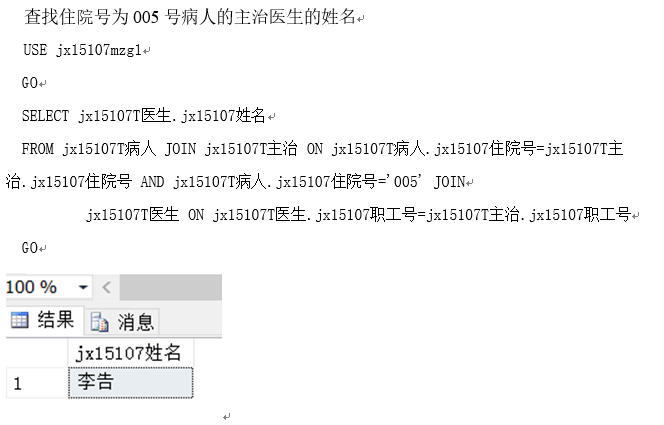 查找住院号为 005 号病人的主治医生的姓名
USE jx15107mzgl
GO
SELECT jx15107T医生.jx15107姓名
FROM jx15107T病人 JOIN jx15107T主治 ON jx15107T病人.jx15107住院号=jx15107T主
治.jx15107住院号 AND jx15107T病人.jx15107住院号='005' JOIN
jx15107T医生 ON jx15107T医生.jx15107职工号=jx15107T主治.jx15107职工号
GO
100 %
结果 消息
jx15107姓名
1 李告